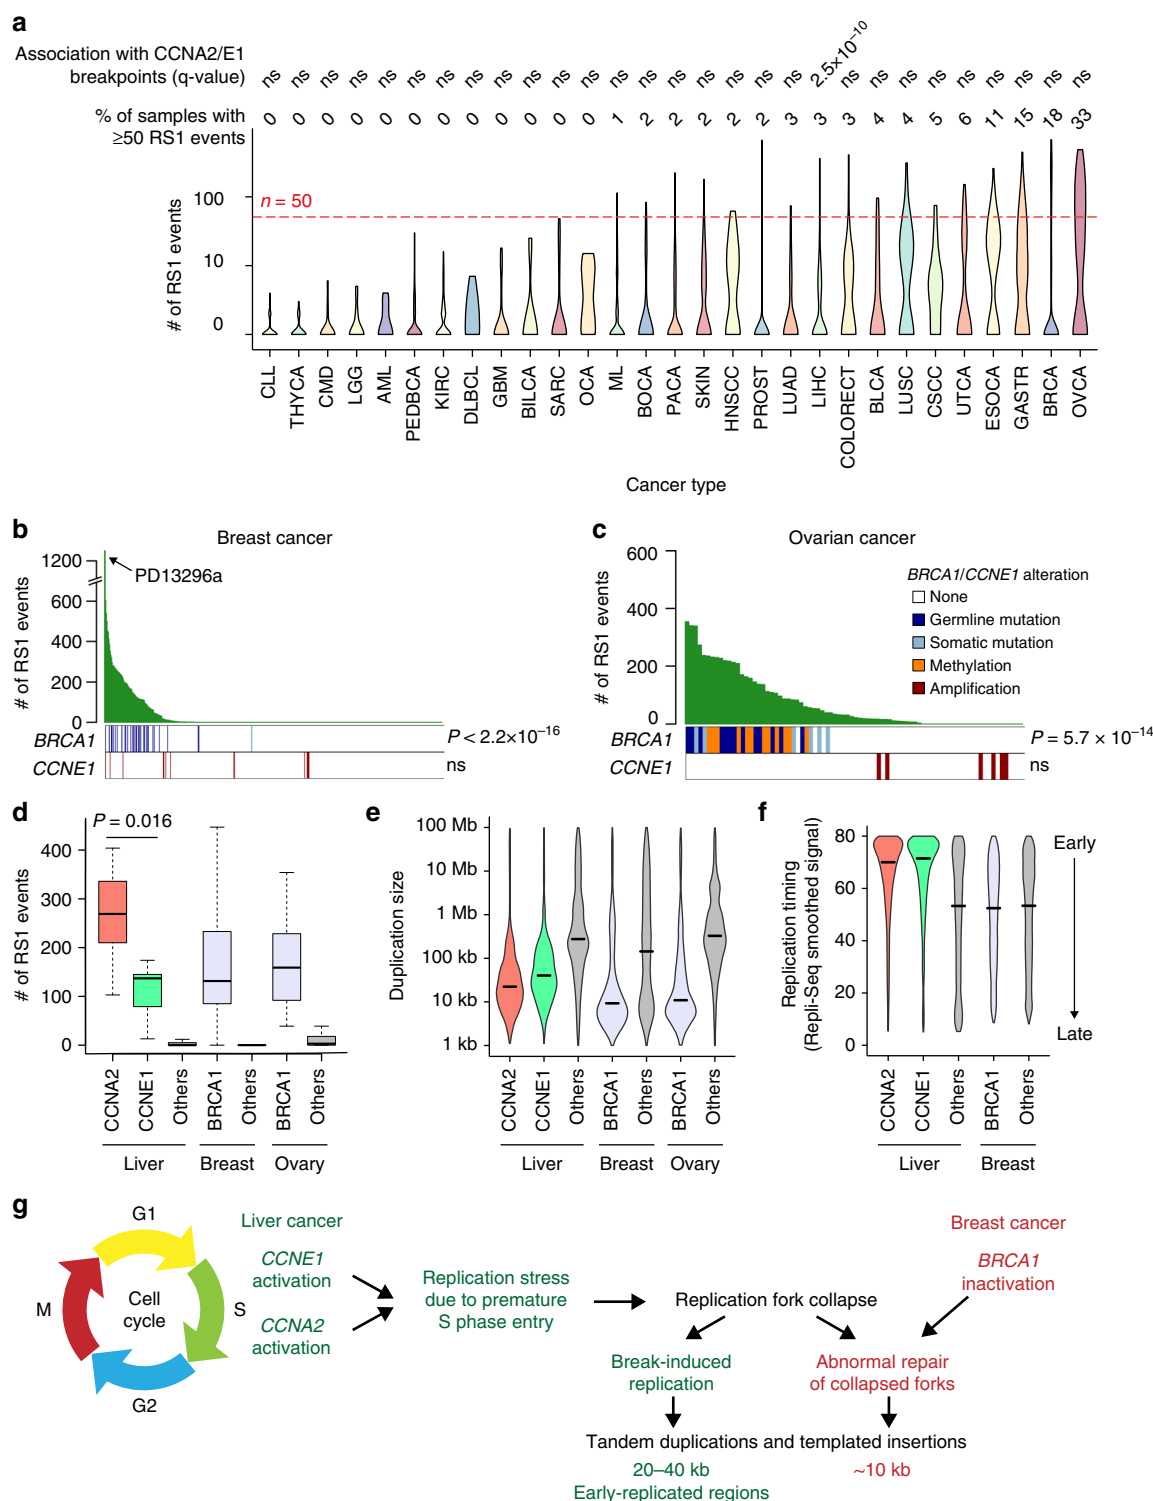 a
Association with CCNA2/E1
breakpoints (q-value)
ns ns ns ns ns ns ns ns ns ns ns ns ns ns ns ns ns ns ns 2.5×10−10 ns ns ns ns ns ns ns ns ns
% of samples with
≥50 RS1 events
0 0 0 0 0 0 0 0 0 0 0 0 1 2 2 2 2 2 3 3 3 4 4 5 6 11 15 18 33
n = 50
# of RS1 events
100
10
0
CLL THYCA CMD LGG AML PEDBCA KIRC DLBCL GBM BILCA SARC OCA ML BOCA PACA SKIN HNSCC PROST LUAD LIHC COLORECT BLCA LUSC CSCC UTCA ESOCA GASTR BRCA OVCA
Cancer type
b
Breast cancer
# of RS1 events
1200
600
400
200
0
PD13296a
BRCA1
P < 2.2×10−16
CCNE1
ns
c
Ovarian cancer
# of RS1 events
600
400
200
0
BRCA1/CCNE1 alteration
None
Germline mutation
Somatic mutation
Methylation
Amplification
BRCA1
P = 5.7 × 10−14
CCNE1
ns
d
P = 0.016
# of RS1 events
400
300
200
100
0
CCNA2 CCNE1 Others BRCA1 Others BRCA1 Others
Liver Breast Ovary
e
Duplication size
100 Mb
10 Mb
1 Mb
100 kb
10 kb
1 kb
CCNA2 CCNE1 Others BRCA1 Others BRCA1 Others
Liver Breast Ovary
f
Replication timing
(Repli-Seq smoothed signal)
80
60
40
20
0
Early
Late
CCNA2 CCNE1 Others BRCA1 Others
Liver Breast
g
G1
S
G2
M
Cell
cycle
Liver cancer
CCNE1
activation
CCNA2
activation
Replication stress
due to premature
S phase entry
Replication fork collapse
Breast cancer
BRCA1
inactivation
Break-induced
replication
Abnormal repair
of collapsed forks
Tandem duplications and templated insertions
20–40 kb
Early-replicated regions
~10 kb